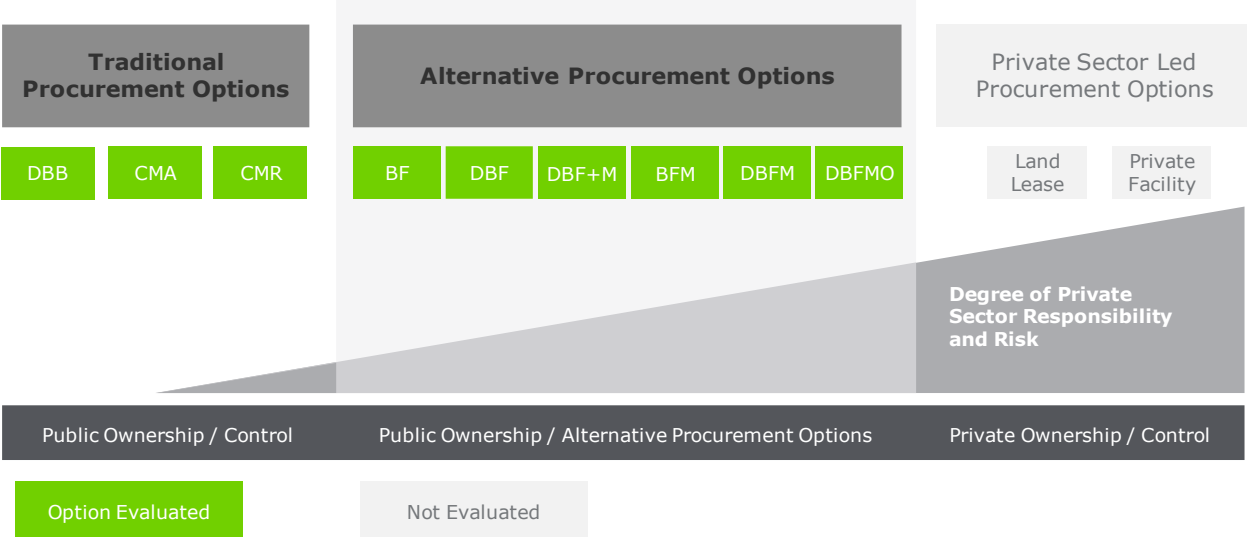 Traditional
Procurement Options
Alternative Procurement Options
Private Sector Led
Procurement Options
DBB
CMA
CMR
BF
DBF
DBF+M
BFM
DBFM
DBFMO
Land
Lease
Private
Facility
Degree of Private
Sector Responsibility
and Risk
Public Ownership / Control
Public Ownership / Alternative Procurement Options
Private Ownership / Control
Option Evaluated
Not Evaluated